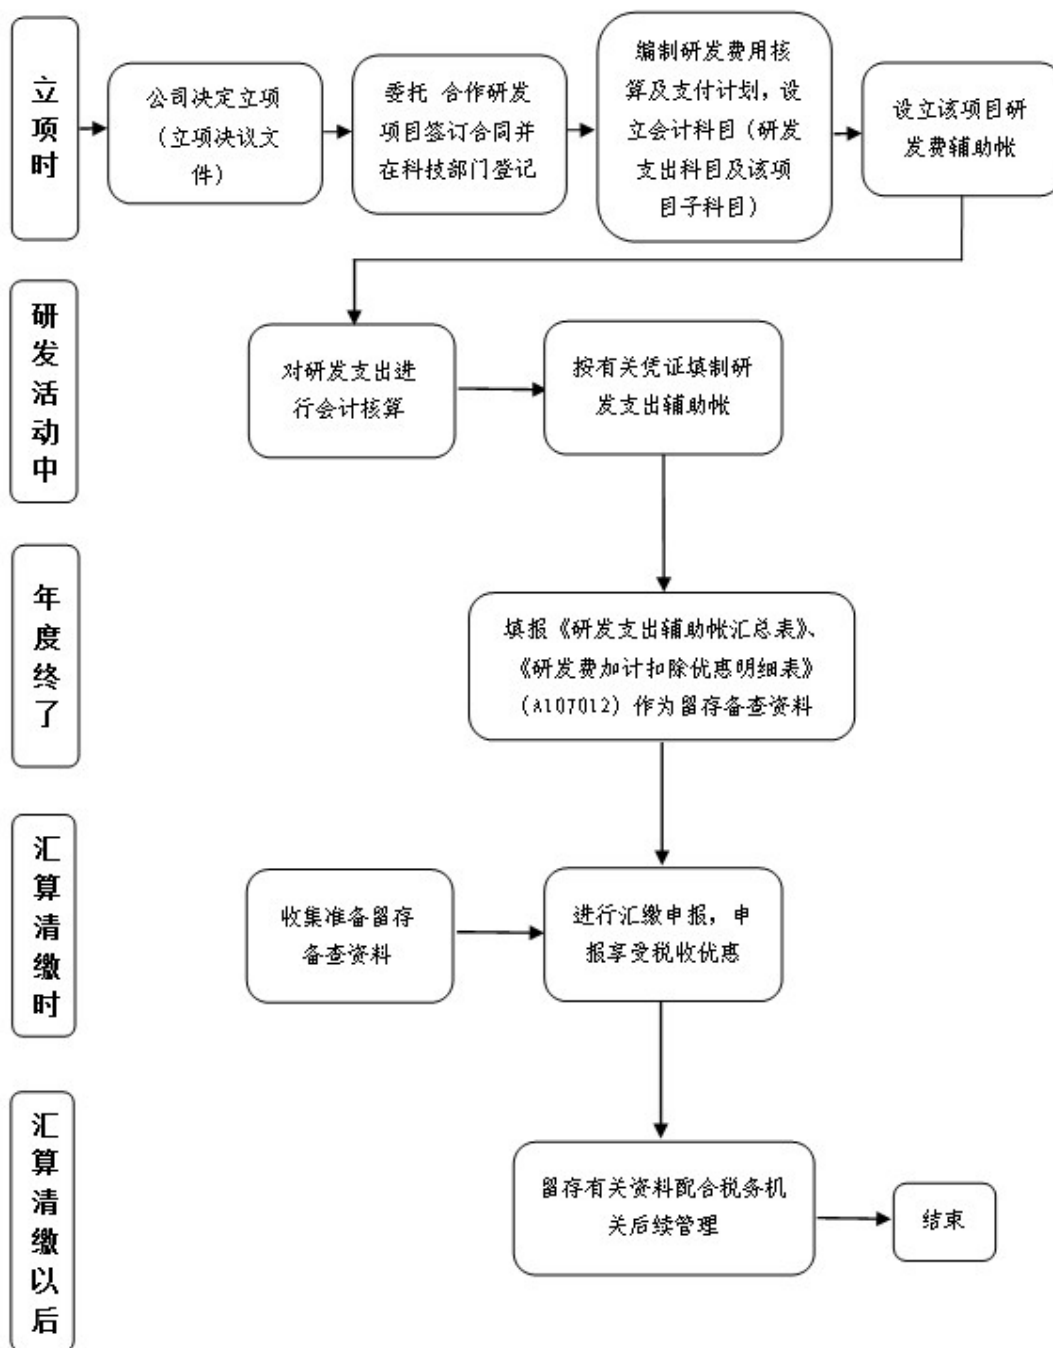 立项时
公司决定立项
（立项决议文
件）
委托 合作研发
项目签订合同并
在科技部门登记
编制研发费用核
算及支付计划，设
立会计科目（研发
支出科目及该项
目子科目）
设立该项目研
发费辅助帐
研发活动中
对研发支出进
行会计核算
按有关凭证填制研
发支出辅助帐
年度终了
填报《研发支出辅助帐汇总表》、
《研发费加计扣除优惠明细表》
（A107012）作为留存备查资料
汇算清缴时
收集准备留存
备查资料
进行汇缴申报，申
报享受税收优惠
汇算清缴以后
留存有关资料配合税务机
关后续管理
结束